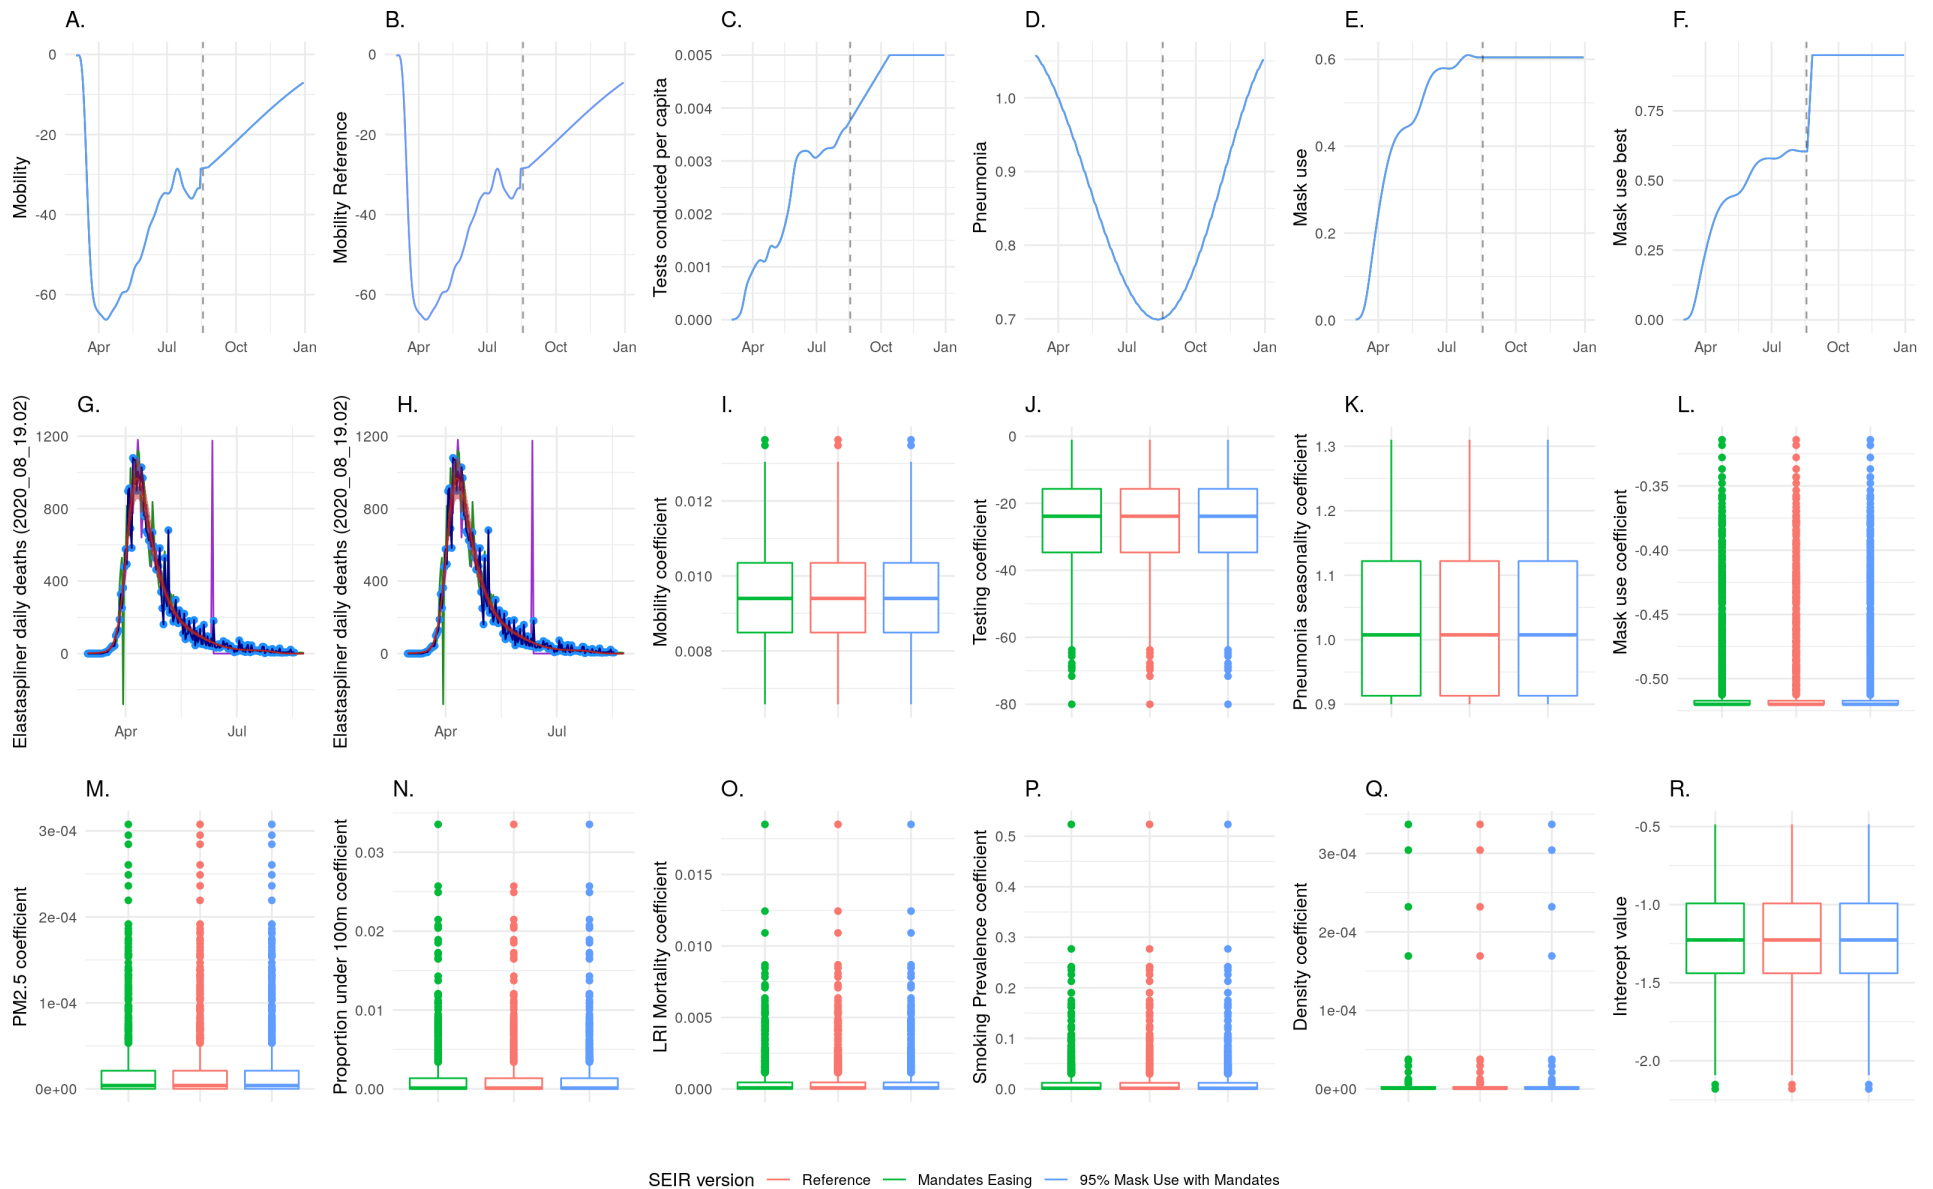 A.
B.
C.
D.
E.
F.
Mobility
0
-20
-40
-60
Apr
Jul
Oct
Jan
Mobility Reference
0
-20
-40
-60
Apr
Jul
Oct
Jan
Tests conducted per capita
0.005
0.004
0.003
0.002
0.001
0.000
Apr
Jul
Oct
Jan
Pneumonia
1.0
0.9
0.8
0.7
Apr
Jul
Oct
Jan
Mask use
0.6
0.4
0.2
0.0
Apr
Jul
Oct
Jan
Mask use best
0.75
0.50
0.25
0.00
Apr
Jul
Oct
Jan
G.
H.
I.
J.
K.
L.
Elastaspliner daily deaths (2020_08_19.02)
1200
800
400
0
Apr
Jul
Elastaspliner daily deaths (2020_08_19.02)
1200
800
400
0
Apr
Jul
Mobility coefficient
0.012
0.010
0.008
Testing coefficient
0
-20
-40
-60
-80
Pneumonia seasonality coefficient
1.3
1.2
1.1
1.0
0.9
Mask use coefficient
-0.35
-0.40
-0.45
-0.50
M.
N.
O.
P.
Q.
R.
PM2.5 coefficient
3e-04
2e-04
1e-04
0e+00
Proportion under 100m coefficient
0.03
0.02
0.01
0.00
LRI Mortality coefficient
0.015
0.010
0.005
0.000
Smoking Prevalence coefficient
0.5
0.4
0.3
0.2
0.1
0.0
Density coefficient
3e-04
2e-04
1e-04
0e+00
Intercept value
-0.5
-1.0
-1.5
-2.0
SEIR version
Reference
Mandates Easing
95% Mask Use with Mandates